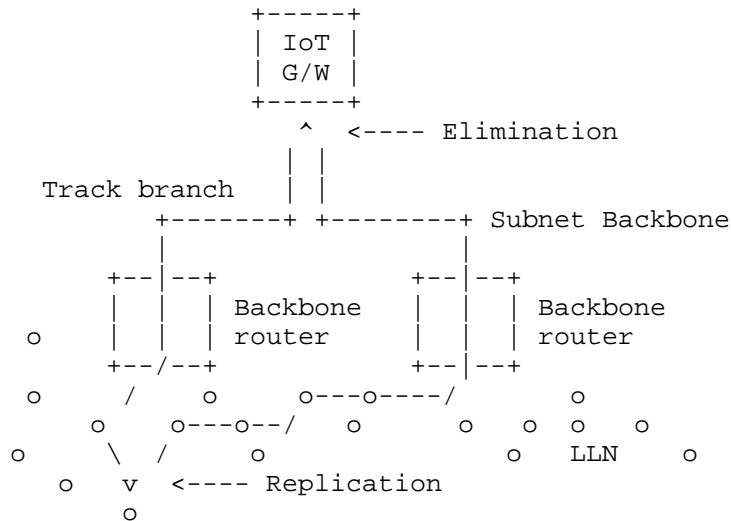 IoT
G/W
<---- Elimination
Track branch
Subnet Backbone
Backbone Backbone
router router
LLN
<---- Replication